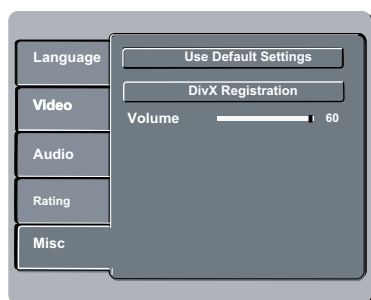 Language
Use Default Settings
DivX Registration
Video
Volume 60
Audio
Rating
Misc